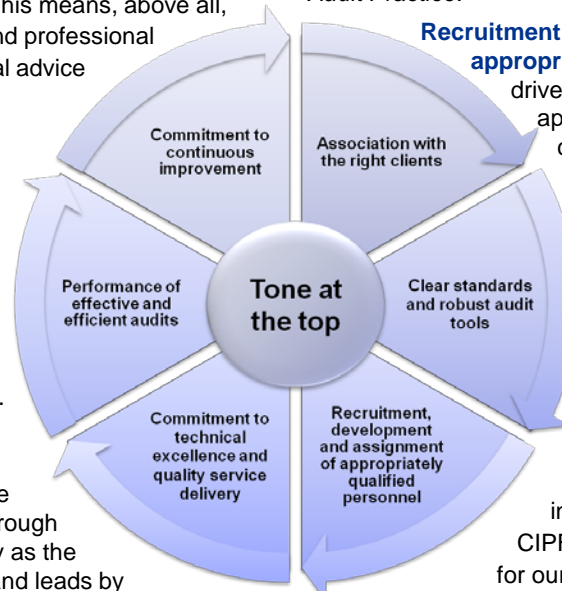 his means, above all,
nd professional
al advice
Audit Practice.
Recruitment
appropr
drive
ap
Commitment to
continuous
improvement
Association with
the right clients
Clear standards
and robust audit
tools
Recruitment,
development
and assignment
of appropriately
qualified
personnel
Commitment to
technical
excellence and
quality service
delivery
Performance of
effective and
efficient audits
Tone at
the top
rough
y as the
and leads by
in
CIPF
for our